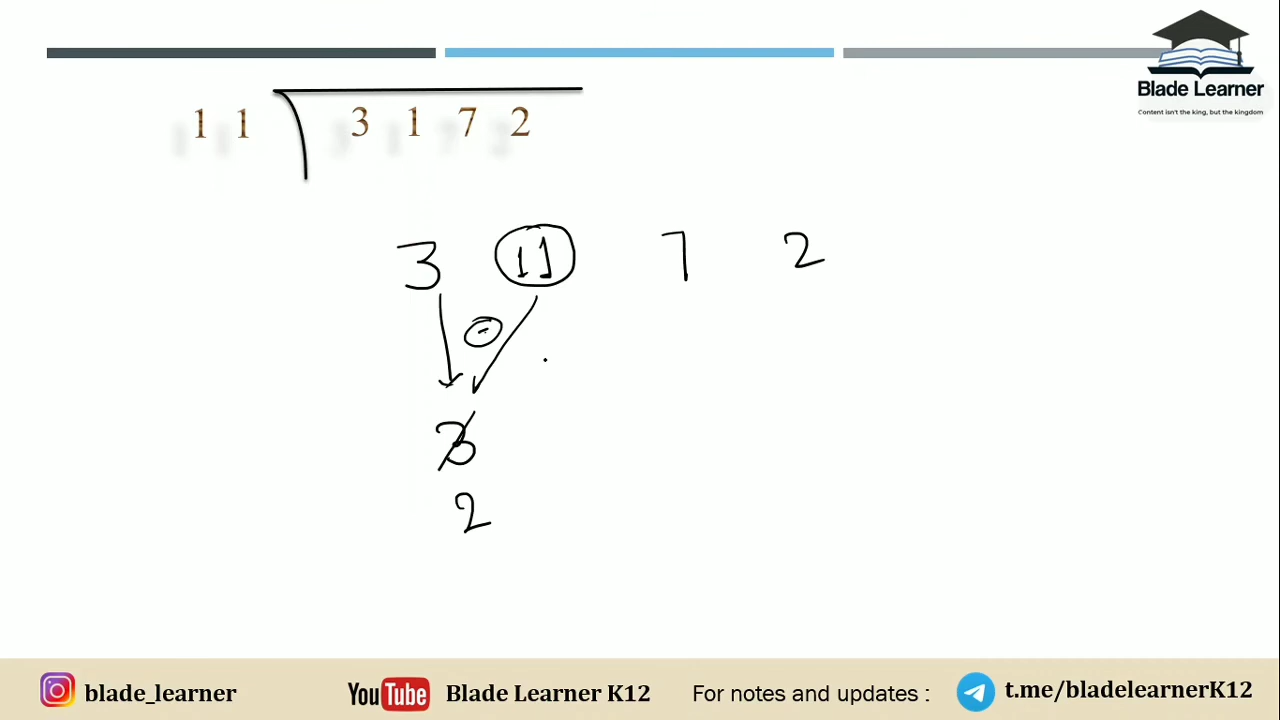 Blade Learner
Content isn't the king, but the kingdom
11 3172
3 11 7 2
-
3
2
blade_learner YouTube Blade Learner K12 For notes and updates : t.me/bladelearnerK12